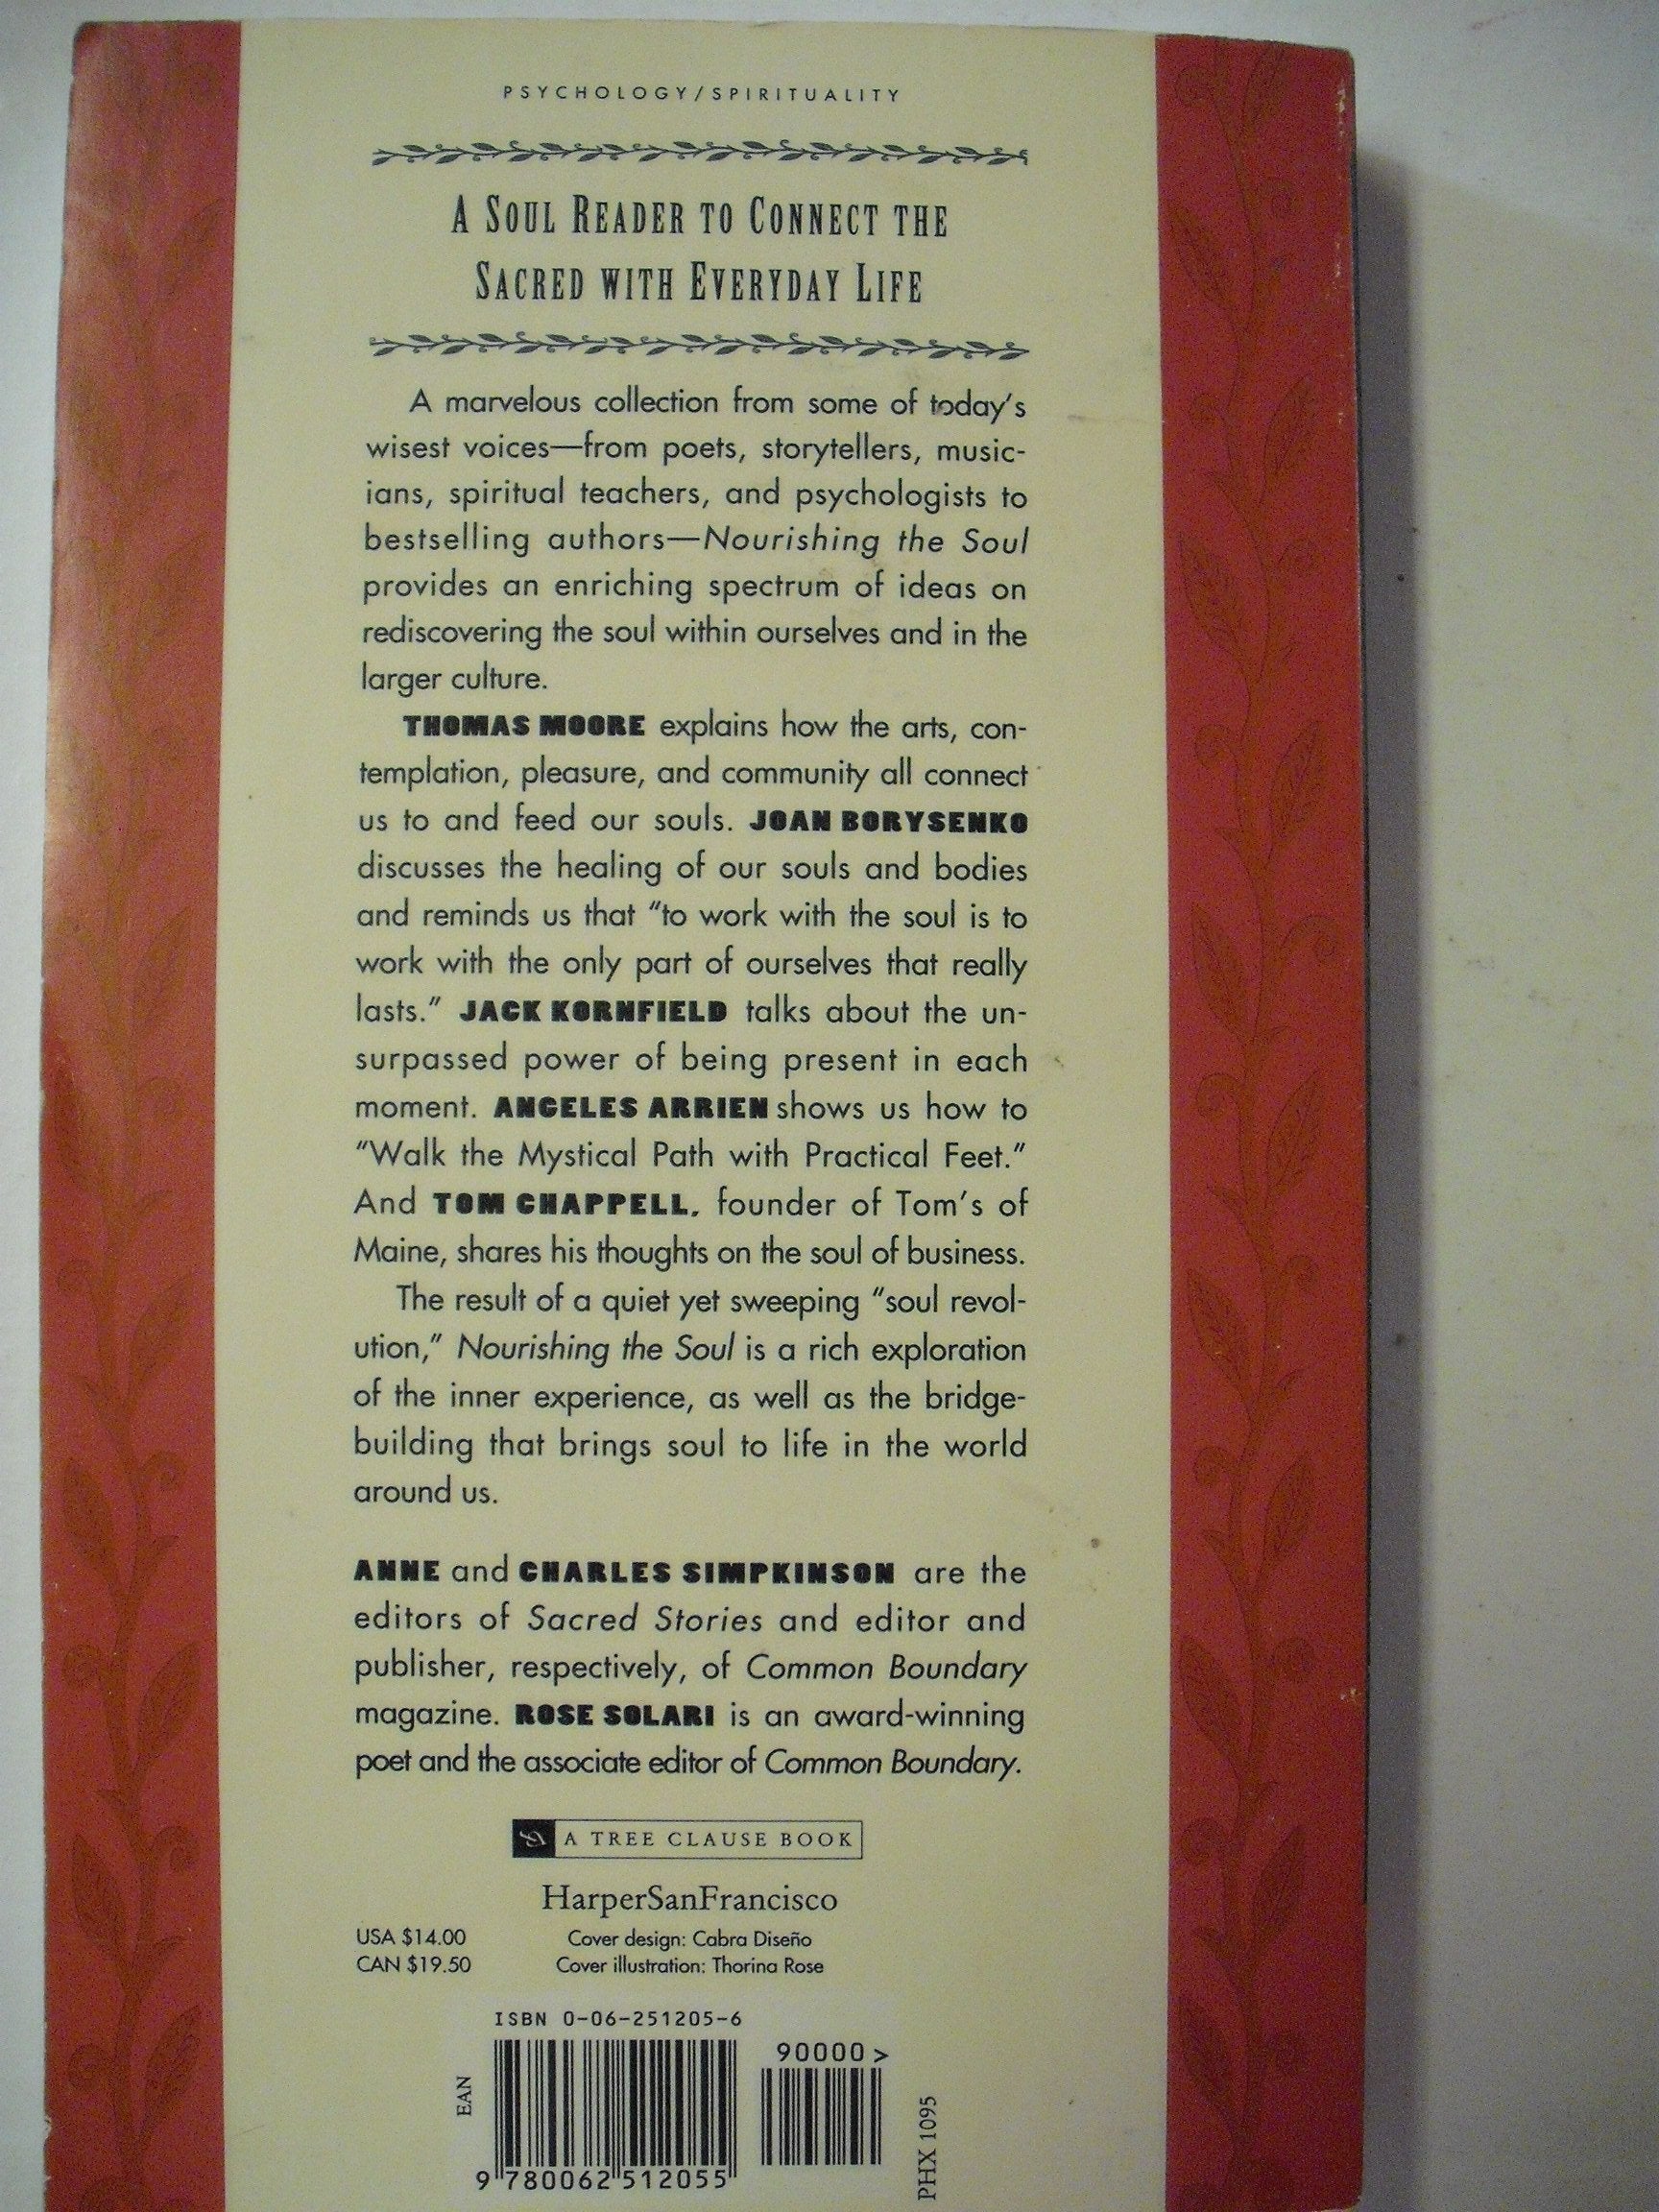 PSYCHOLOGY/SPIRITUALITY
A SOUL READER TO CONNECT THE
SACRED WITH EVERYDAY LIFE
A marvelous collection from some of today's
wisest voices—from poets, storytellers, music-
ians, spiritual teachers, and psychologists to
bestselling authors—Nourishing the Soul
provides an enriching spectrum of ideas on
rediscovering the soul within ourselves and in the
larger culture.
THOMAS MOORE explains how the arts, con-
templation, pleasure, and community all connect
us to and feed our souls. JOAN BORYSENKO
discusses the healing of our souls and bodies
and reminds us that "to work with the soul is to
work with the only part of ourselves that really
lasts." JACK KORNFIELD talks about the un-
surpassed power of being present in each
moment. ANGELES ARRIEN shows us how to
"Walk the Mystical Path with Practical Feet."
And TOM CHAPPELL, founder of Tom's of
Maine, shares his thoughts on the soul of business.
The result of a quiet yet sweeping "soul revol-
ution," Nourishing the Soul is a rich exploration
of the inner experience, as well as the bridge-
building that brings soul to life in the world
around us.
ANNE and CHARLES SIMPKINSON are the
editors of Sacred Stories and editor and
publisher, respectively, of Common Boundary
magazine. ROSE SOLARI is an award-winning
poet and the associate editor of Common Boundary.
A TREE CLAUSE BOOK
HarperSanFrancisco
USA $14.00
CAN $19.50
Cover design: Cabra Diseño
Cover illustration: Thorina Rose
ISBN 0-06-251205-6
90000 >
EAN
9 780062 512055
PHX 1095